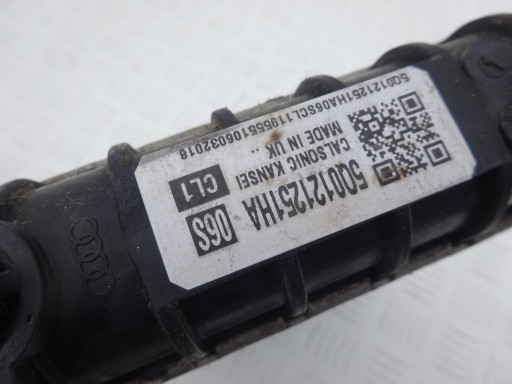 5Q0121251HA 06S
CALSONIC KANSEI CL1
MADE IN UK ..
5Q0121251HA06SCL119555106032018